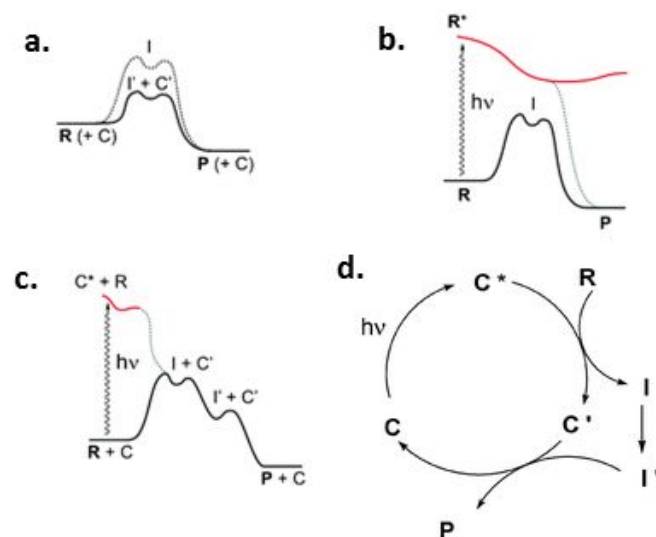 a.
I
I' + C'
R (+ C)
P (+ C)
b.
R*
hν
I
R
P
c.
C* + R
hν
I + C'
I' + C'
R + C
P + C
d.
C*
R
hν
I
C
C'
I'
P